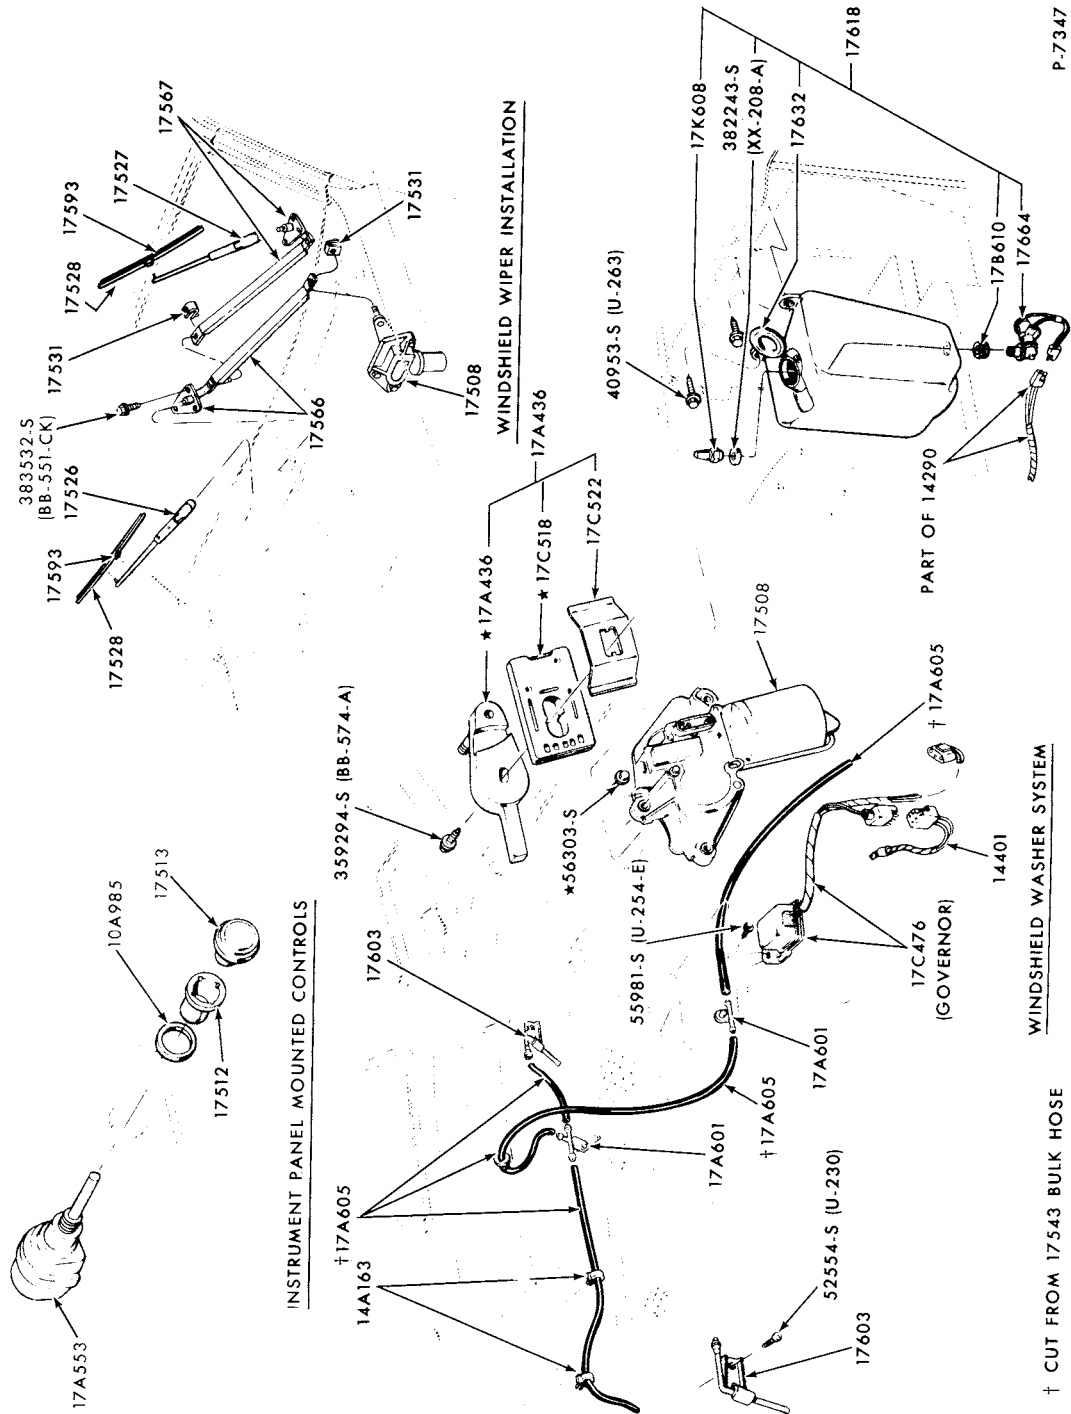 17A553
10A985
17513
17512
INSTRUMENT PANEL MOUNTED CONTROLS
17528
17593
17526
383532-S
(BB-551-CK)
17531
17528
17593
17527
17567
17566
17508
17531
WINDSHIELD WIPER INSTALLATION
359294-S (BB-574-A)
★17A436
17A436
★17C518
17C522
★56303-S
17508
55981-S (U-254-E)
†17A605
14401
17C476
(GOVERNOR)
17603
†17A605
14A163
17A601
†17A605
17A601
52554-S (U-230)
17603
40953-S (U-263)
17K608
382243-S
(XX-208-A)
17632
17618
17B610
17664
PART OF 14290
WINDSHIELD WASHER SYSTEM
† CUT FROM 17543 BULK HOSE
P-7347